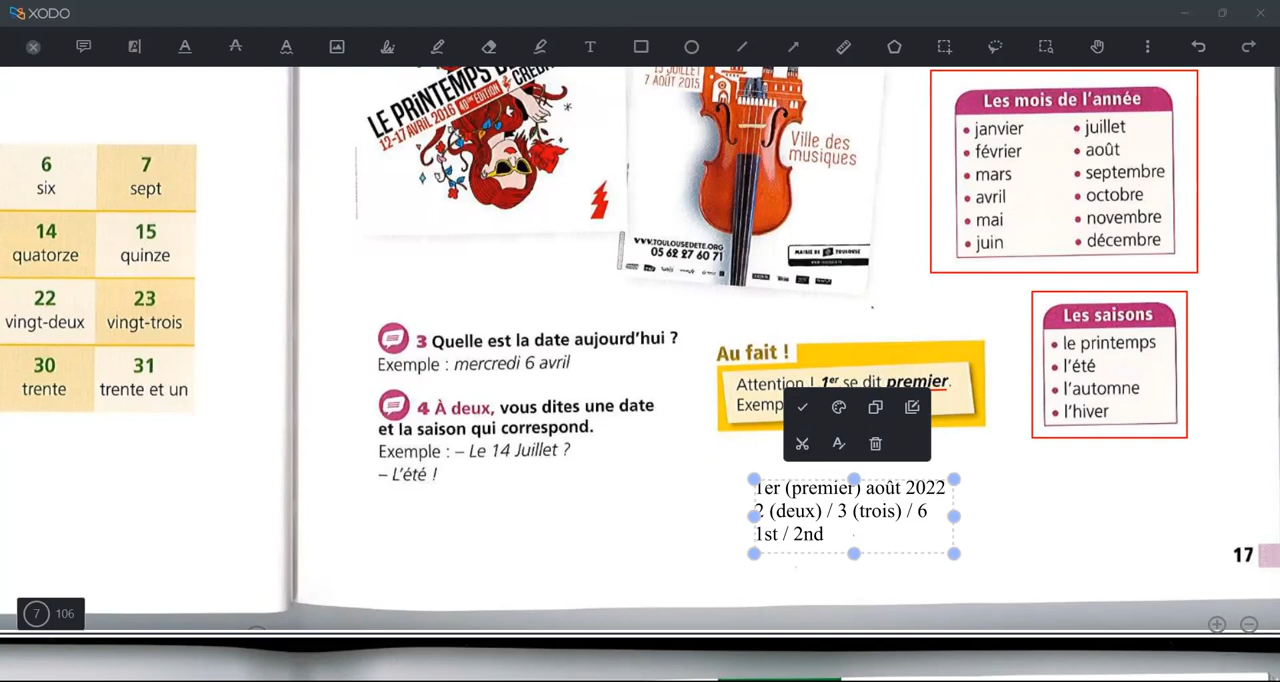 XODO
6
six
7
sept
14
quatorze
15
quinze
22
vingt-deux
23
vingt-trois
30
trente
31
trente et un
LE PRiNTEMPS
12-17 AVRIL 2016 40ÈME EDITION
7 AOÛT 2015
Ville des
musiques
WWW.TOULOUSEDETE.ORG
05 62 27 60 71
3 Quelle est la date aujourd'hui ?
Exemple : mercredi 6 avril
4 À deux, vous dites une date
et la saison qui correspond.
Exemple : – Le 14 Juillet ?
– L'été !
Au fait !
Attention ! 1er se dit premier.
1er (premier) août 2022
2 (deux) / 3 (trois) / 6
1st / 2nd
Les mois de l'année
• janvier
• février
• mars
• avril
• mai
• juin
• juillet
• août
• septembre
• octobre
• novembre
• décembre
Les saisons
• le printemps
• l'été
• l'automne
• l'hiver
17
7 106